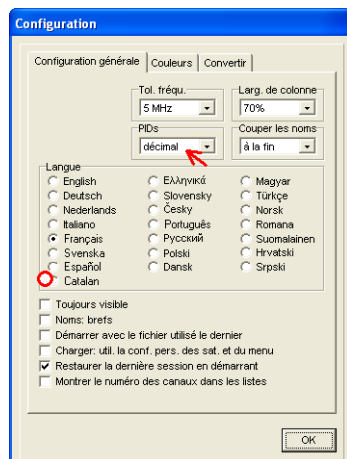 Configuration
Configuration générale Couleurs Convertir
Tol. fréqu. Larg. de colonne
5 MHz 70%
PIDs Couper les noms
décimal à la fin
Langue
English Ελληνικά Magyar
Deutsch Slovensky Türkçe
Nederlands Česky Norsk
Italiano Português Romana
Français Русский Suomalainen
Svenska Polski Hrvatski
Español Dansk Srpski
Catalan
Toujours visible
Noms: brefs
Démarrer avec le fichier utilisé le dernier
Charger: util. la conf. pers. des sat. et du menu
Restaurer la dernière session en démarrant
Montrer le numéro des canaux dans les listes
OK